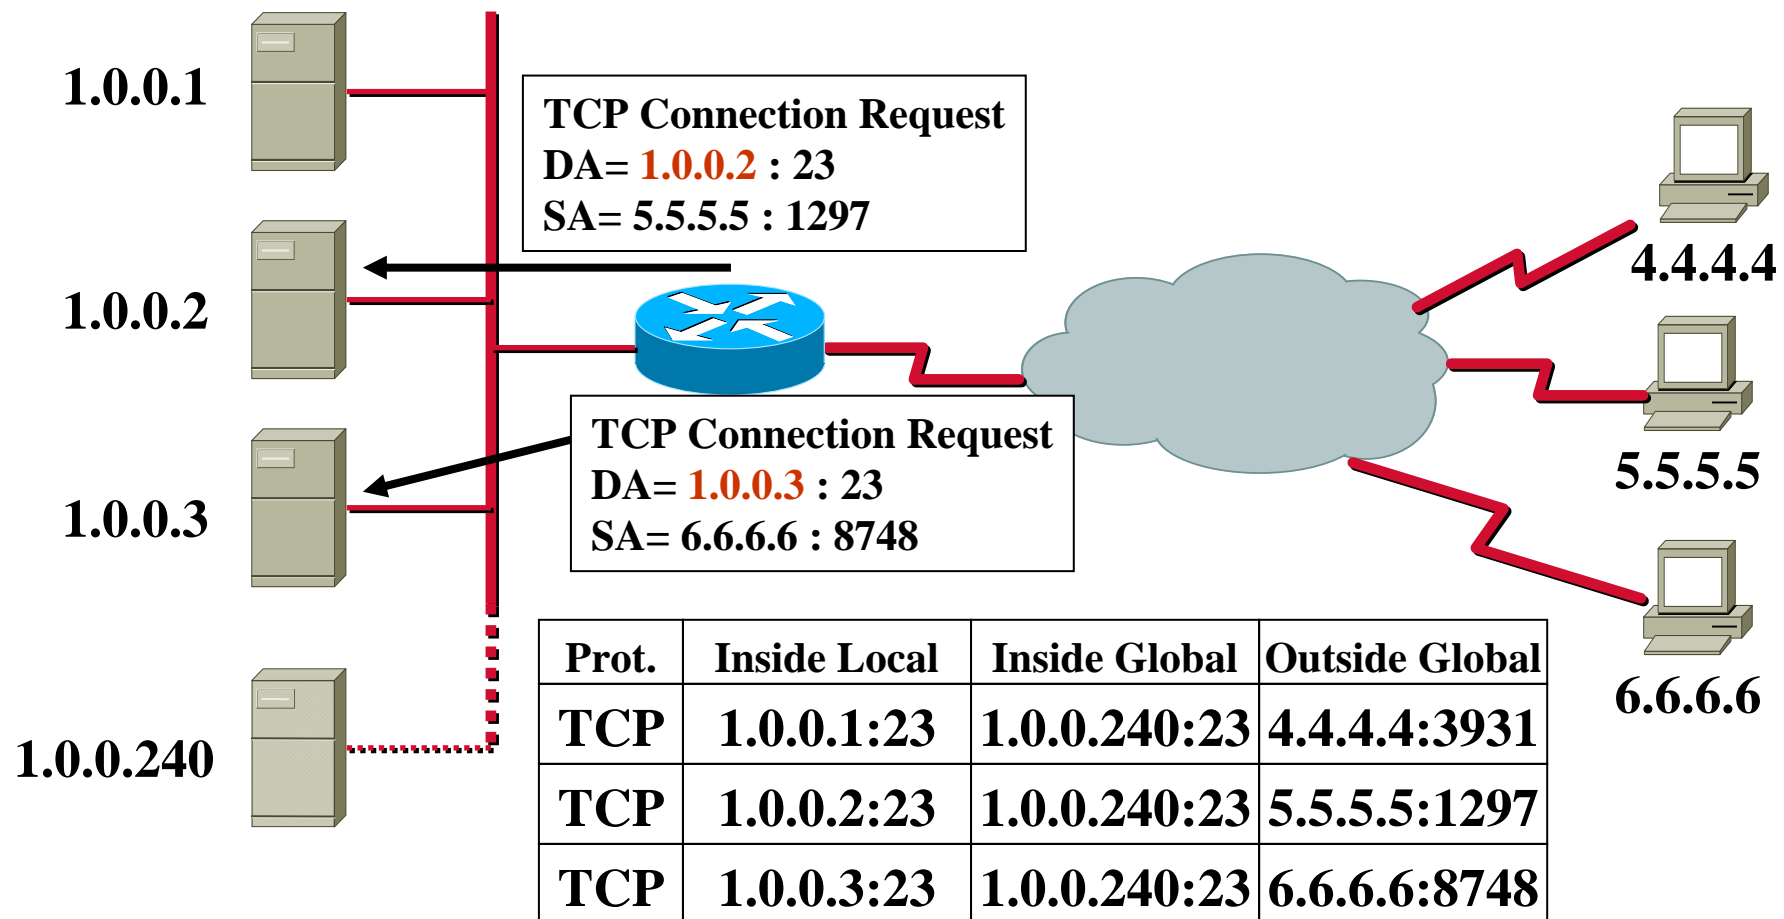 1.0.0.1
TCP Connection Request
DA= 1.0.0.2 : 23
SA= 5.5.5.5 : 1297
4.4.4.4
1.0.0.2
TCP Connection Request
DA= 1.0.0.3 : 23
SA= 6.6.6.6 : 8748
5.5.5.5
1.0.0.3
6.6.6.6
1.0.0.240
Prot. Inside Local Inside Global Outside Global
TCP 1.0.0.1:23 1.0.0.240:23 4.4.4.4:3931
TCP 1.0.0.2:23 1.0.0.240:23 5.5.5.5:1297
TCP 1.0.0.3:23 1.0.0.240:23 6.6.6.6:8748